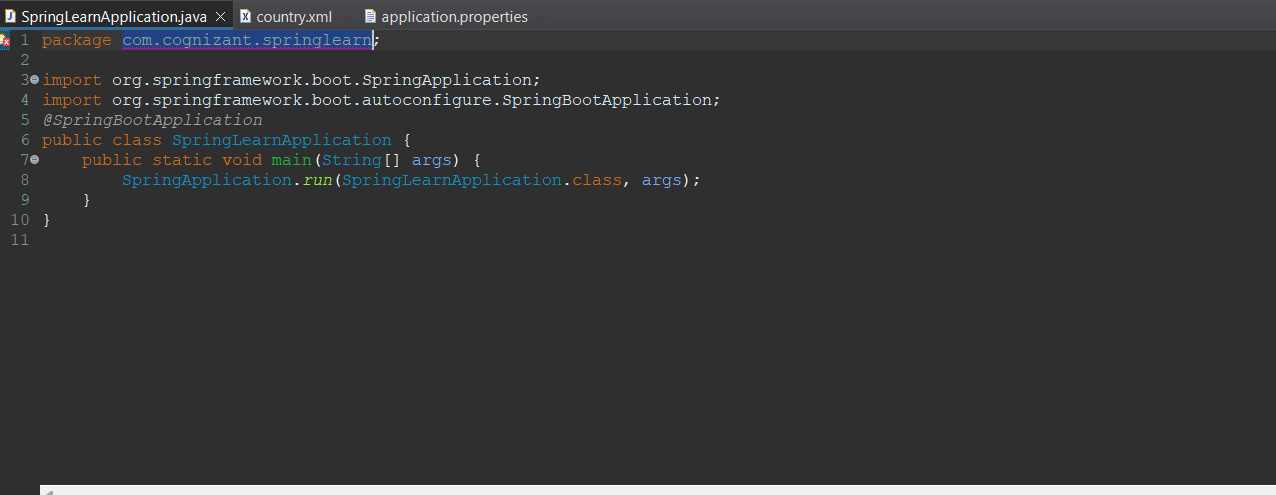 SpringLearnApplication.java country.xml application.properties
1 package com.cognizant.springlearn;
2
3 import org.springframework.boot.SpringApplication;
4 import org.springframework.boot.autoconfigure.SpringBootApplication;
5 @SpringBootApplication
6 public class SpringLearnApplication {
7     public static void main(String[] args) {
8         SpringApplication.run(SpringLearnApplication.class, args);
9     }
10 }
11